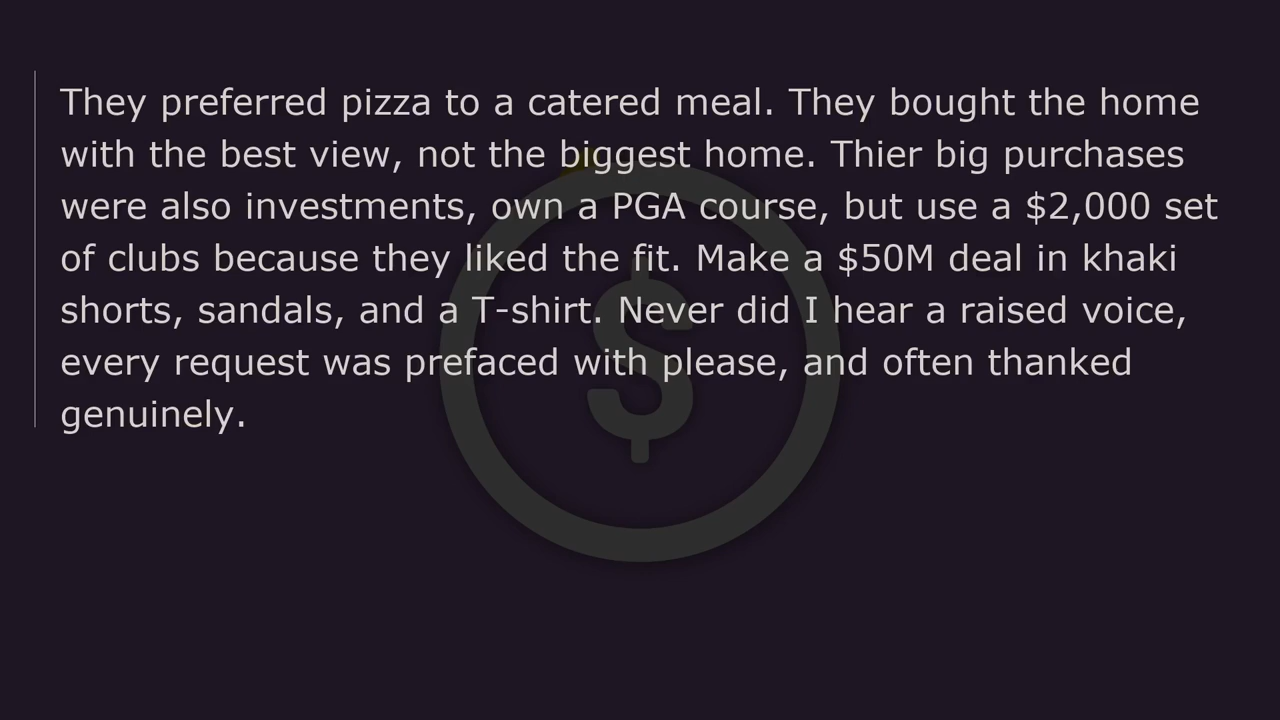 They preferred pizza to a catered meal. They bought the home
with the best view, not the biggest home. Thier big purchases
were also investments, own a PGA course, but use a $2,000 set
of clubs because they liked the fit. Make a $50M deal in khaki
shorts, sandals, and a T-shirt. Never did I hear a raised voice,
every request was prefaced with please, and often thanked
genuinely.
$